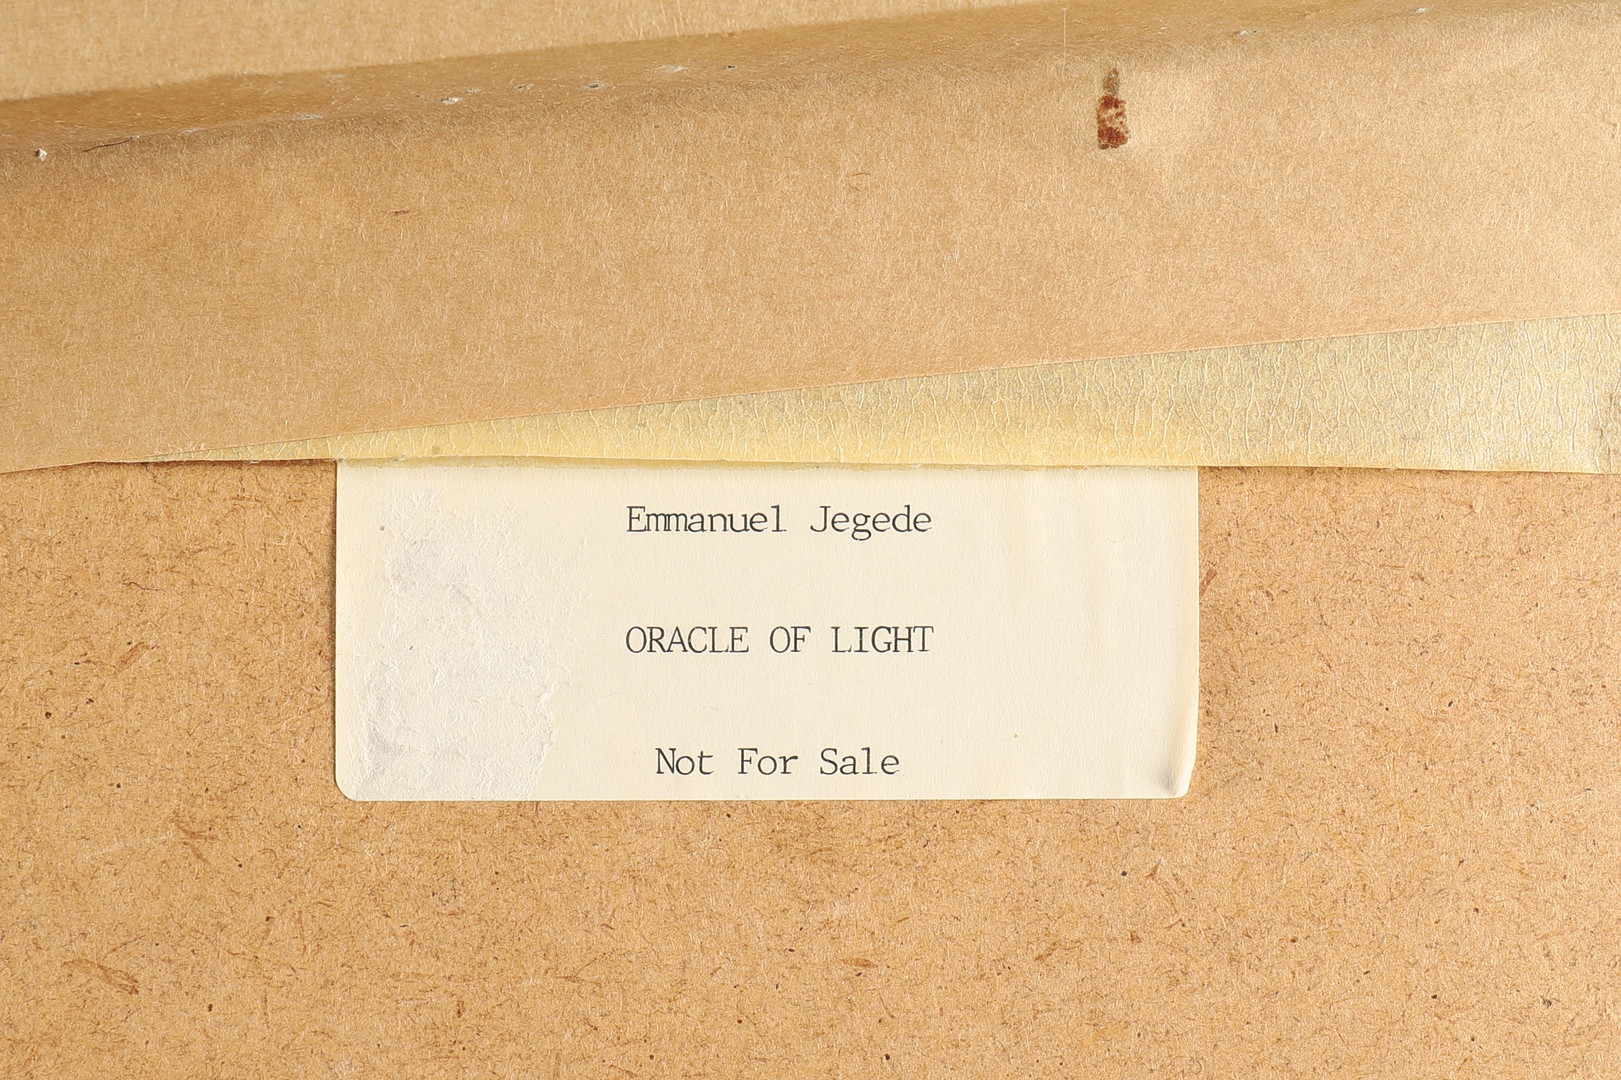 Emmanuel Jegede
ORACLE OF LIGHT
Not For Sale